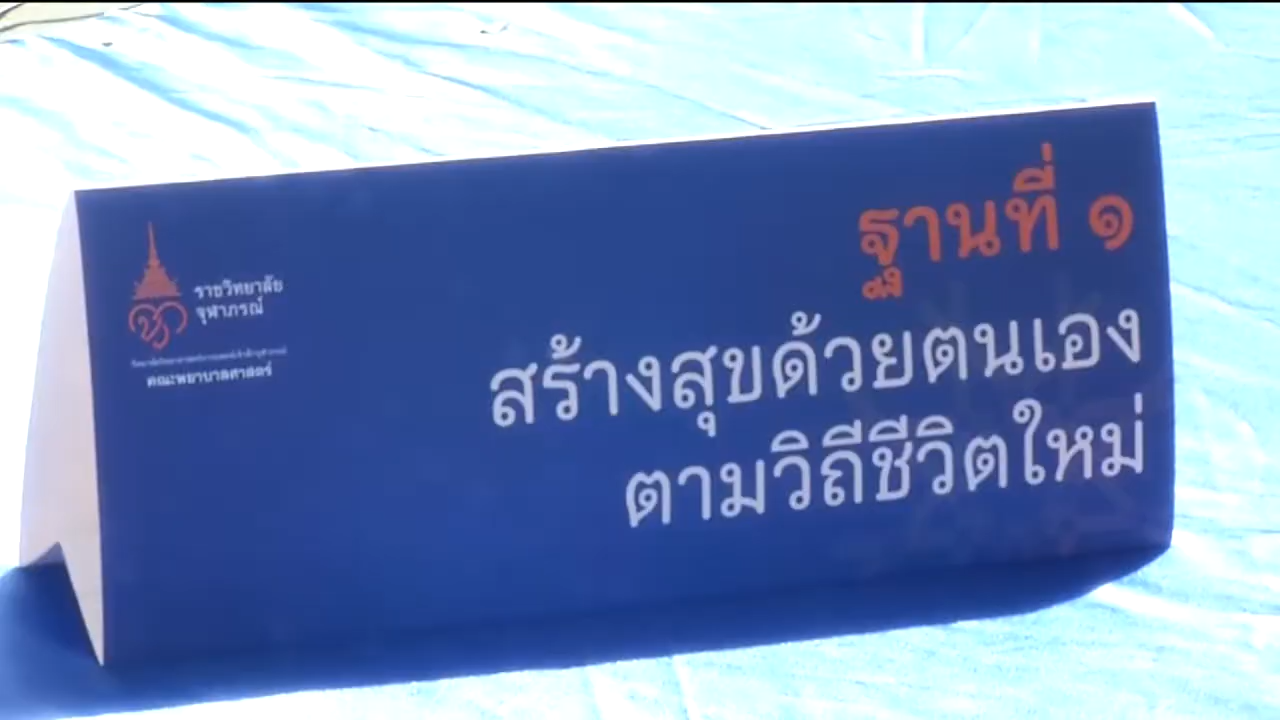 ราชวิทยาลัย
จุฬาภรณ์
คณะพยาบาลศาสตร์
ฐานที่ ๑
สร้างสุขด้วยตนเอง
ตามวิถีชีวิตใหม่